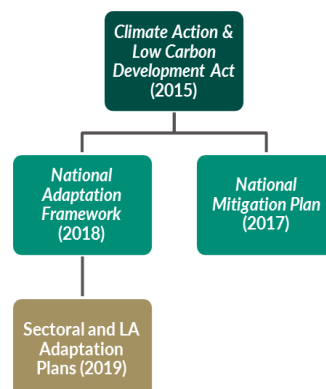 Climate Action &
Low Carbon
Development Act
(2015)
National
Adaptation
Framework
(2018)
National
Mitigation Plan
(2017)
Sectoral and LA
Adaptation
Plans (2019)